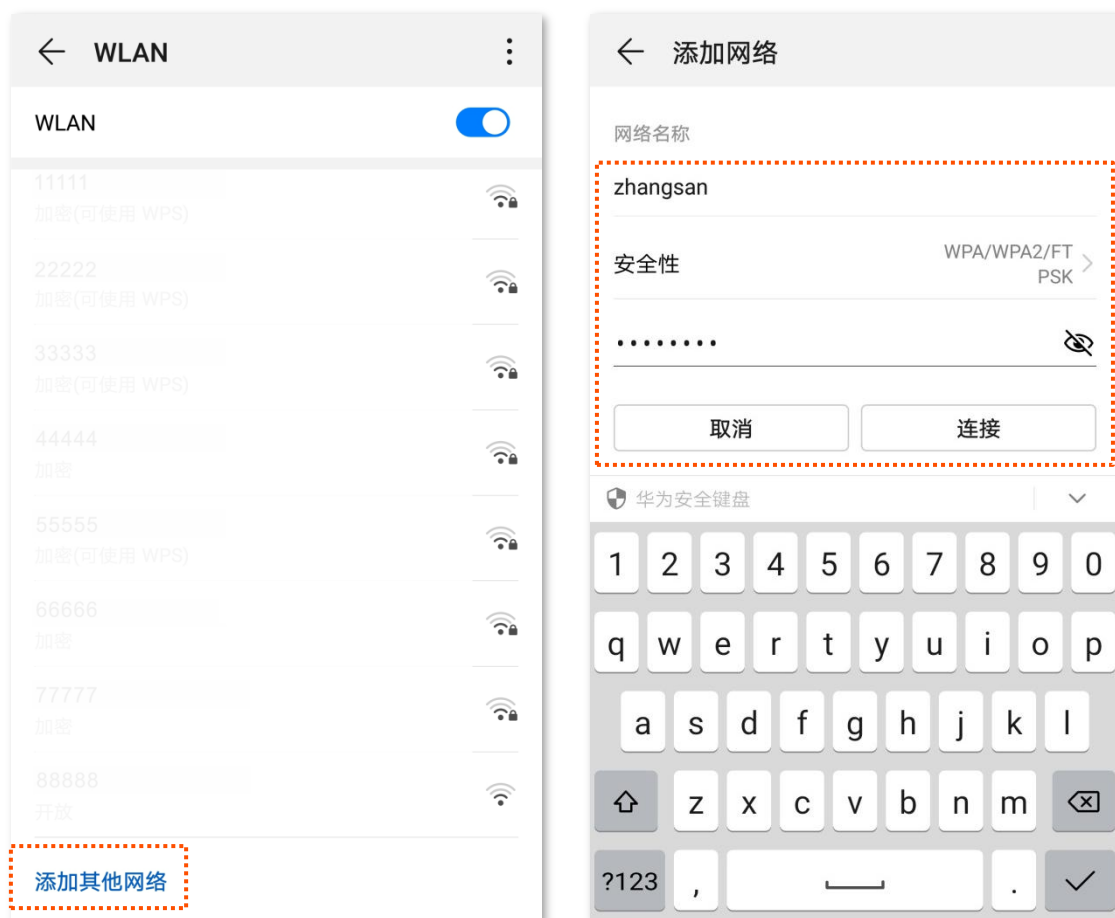 WLAN
WLAN
11111
加密(可使用 WPS)
22222
加密(可使用 WPS)
33333
加密(可使用 WPS)
44444
加密
55555
加密(可使用 WPS)
66666
加密
77777
加密
88888
开放
添加其他网络
添加网络
网络名称
zhangsan
安全性
WPA/WPA2/FT
PSK
••••••••
取消
连接
华为安全键盘
1 2 3 4 5 6 7 8 9 0
q w e r t y u i o p
a s d f g h j k l
z x c v b n m
?123 , .